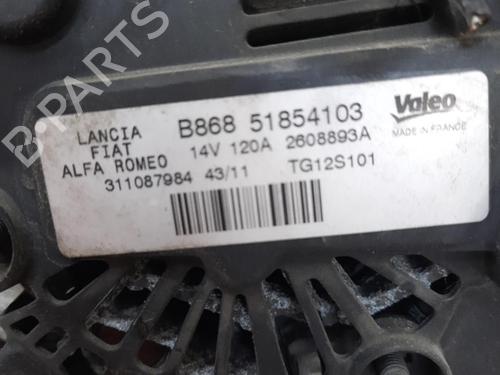 B-PARTS
LANCIA
FIAT
ALFA ROMEO
B868 51854103
14V 120A 2608893A
311087984 43/11 TG12S101
Valeo
MADE IN FRANCE